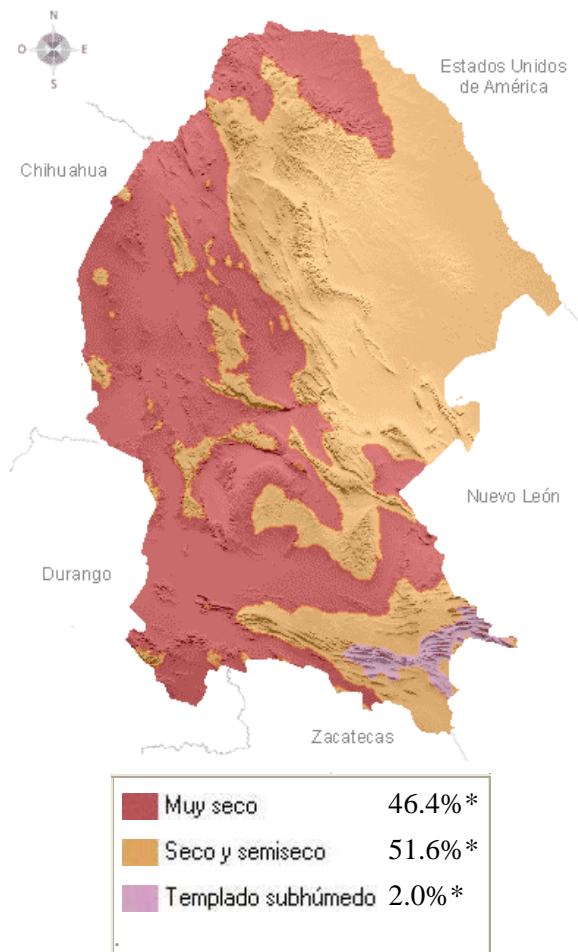 N
O
E
S
Estados Unidos
de América
Chihuahua
Nuevo León
Durango
Zacatecas
Muy seco 46.4%*
Seco y semiseco 51.6%*
Templado subhúmedo 2.0%*